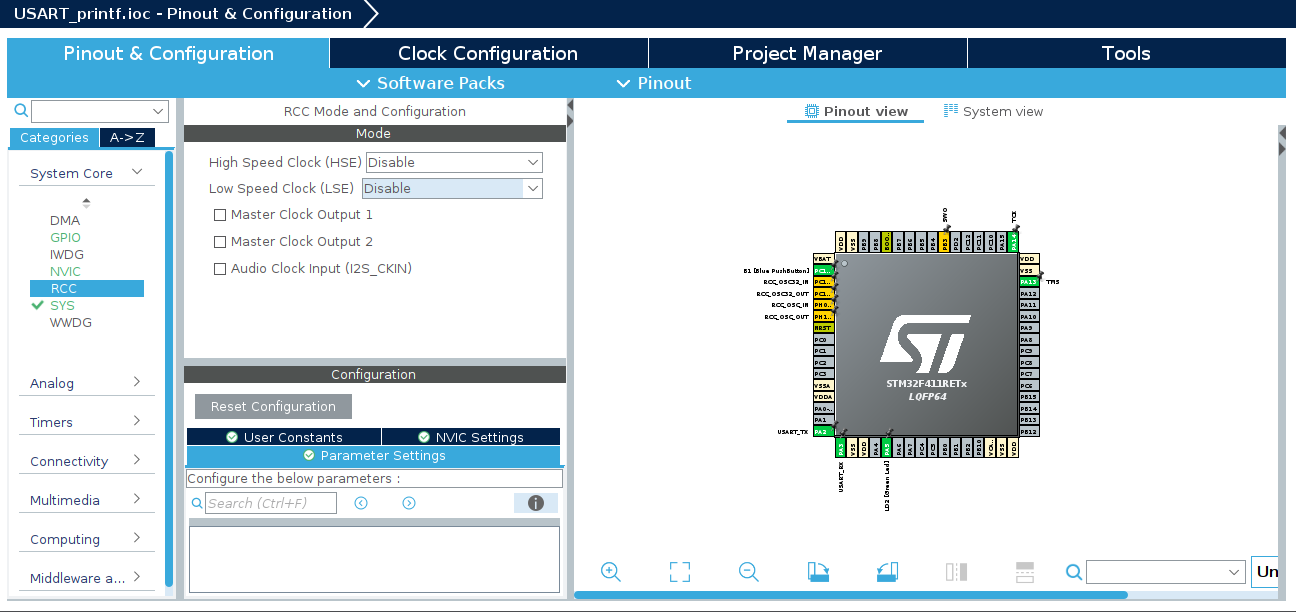 USART_printf.ioc - Pinout & Configuration
Pinout & Configuration
Clock Configuration
Project Manager
Tools
Software Packs
Pinout
Categories
A->Z
System Core
DMA
GPIO
IWDG
NVIC
RCC
SYS
WWDG
Analog
Timers
Connectivity
Multimedia
Computing
Middleware a...
RCC Mode and Configuration
Mode
High Speed Clock (HSE) Disable
Low Speed Clock (LSE) Disable
Master Clock Output 1
Master Clock Output 2
Audio Clock Input (I2S_CKIN)
Configuration
Reset Configuration
User Constants
NVIC Settings
Parameter Settings
Configure the below parameters :
Search (Ctrl+F)
Pinout view
System view
SWO
TCK
VDD
VSS
PB9
PB8
BOO..
PB7
PB6
PB5
PB4
PB3
PD2
PC12
PC11
PC10
PA15
PA14
B1 [Blue PushButton]
RCC_OSC32_IN
RCC_OSC32_OUT
RCC_OSC_IN
RCC_OSC_OUT
USART_TX
VBAT
PC1..
PC1..
PC1..
PH0..
PH1..
NRST
PC0
PC1
PC2
PC3
VSSA
VDDA
PA0-..
PA1
PA2
STM32F411RETx
LQFP64
VDD
VSS
PA13
TMS
PA12
PA11
PA10
PA9
PA8
PC9
PC8
PC7
PC6
PB15
PB14
PB13
PB12
PA3
VSS
VDD
PA4
PA5
PA6
PA7
PC4
PC5
PB0
PB1
PB2
PB10
VCA..
VSS
VDD
USART_RX
LD2 [Green Led]
Un